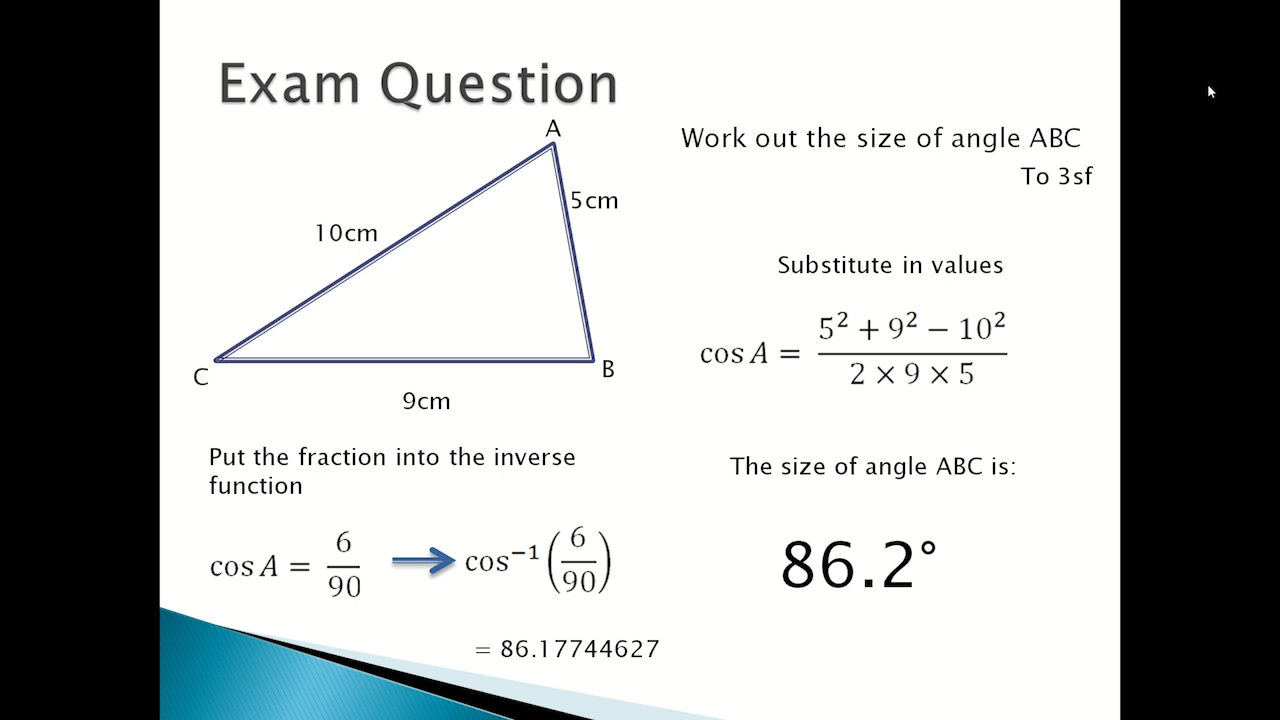 Exam Question
A
Work out the size of angle ABC
To 3sf
5cm
10cm
C
B
9cm
Substitute in values
cos A = (5² + 9² − 10²) / (2 × 9 × 5)
Put the fraction into the inverse
function
cos A = 6/90
cos⁻¹(6/90)
= 86.17744627
The size of angle ABC is:
86.2°